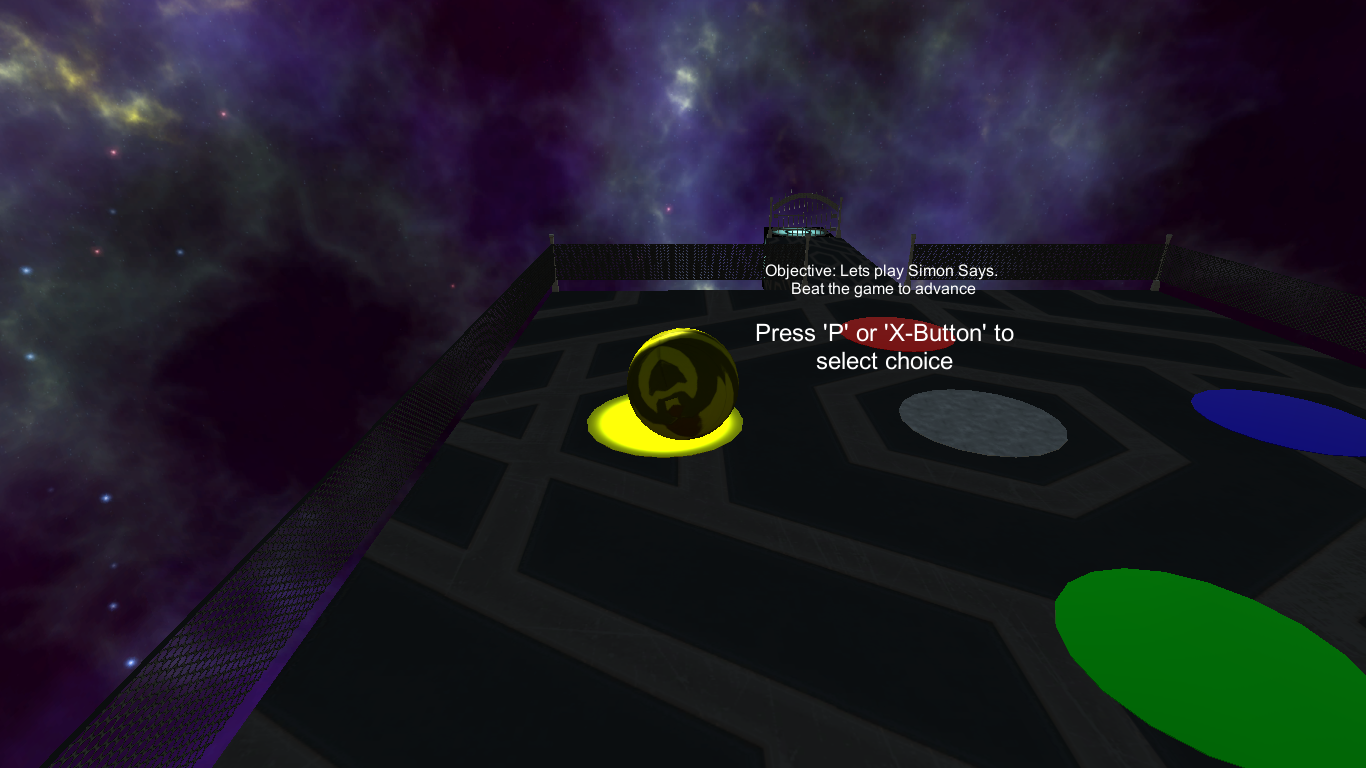 Objective: Lets play Simon Says.
Beat the game to advance
Press 'P' or 'X-Button' to
select choice